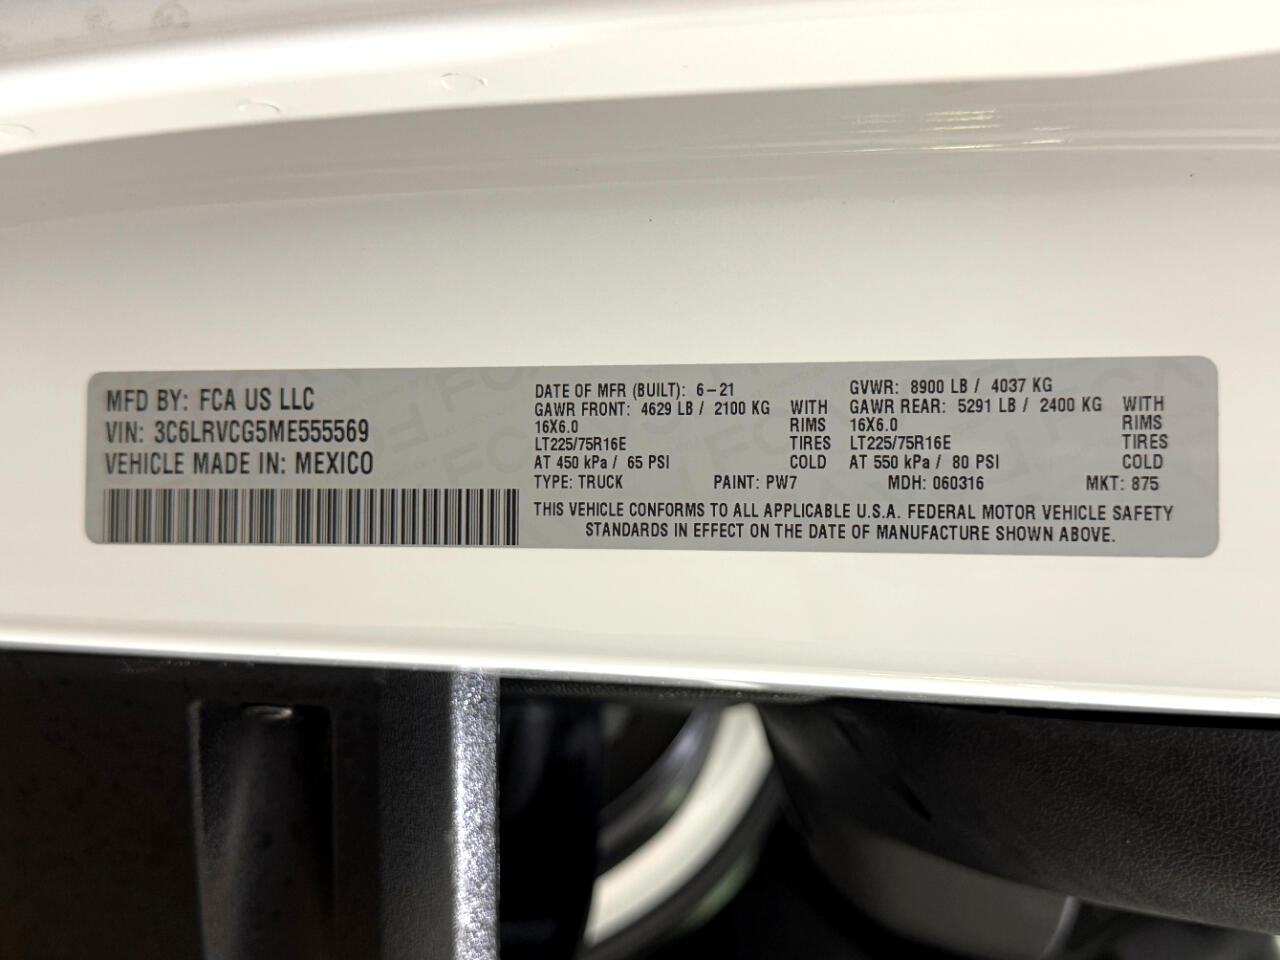 MFD BY: FCA US LLC
VIN: 3C6LRVCG5ME555569
VEHICLE MADE IN: MEXICO
DATE OF MFR (BUILT): 6-21 GVWR: 8900 LB / 4037 KG
GAWR FRONT: 4629 LB / 2100 KG WITH GAWR REAR: 5291 LB / 2400 KG WITH
16X6.0 RIMS 16X6.0 RIMS
LT225/75R16E TIRES LT225/75R16E TIRES
AT 450 kPa / 65 PSI COLD AT 550 kPa / 80 PSI COLD
TYPE: TRUCK PAINT: PW7 MDH: 060316 MKT: 875
THIS VEHICLE CONFORMS TO ALL APPLICABLE U.S.A. FEDERAL MOTOR VEHICLE SAFETY
STANDARDS IN EFFECT ON THE DATE OF MANUFACTURE SHOWN ABOVE.